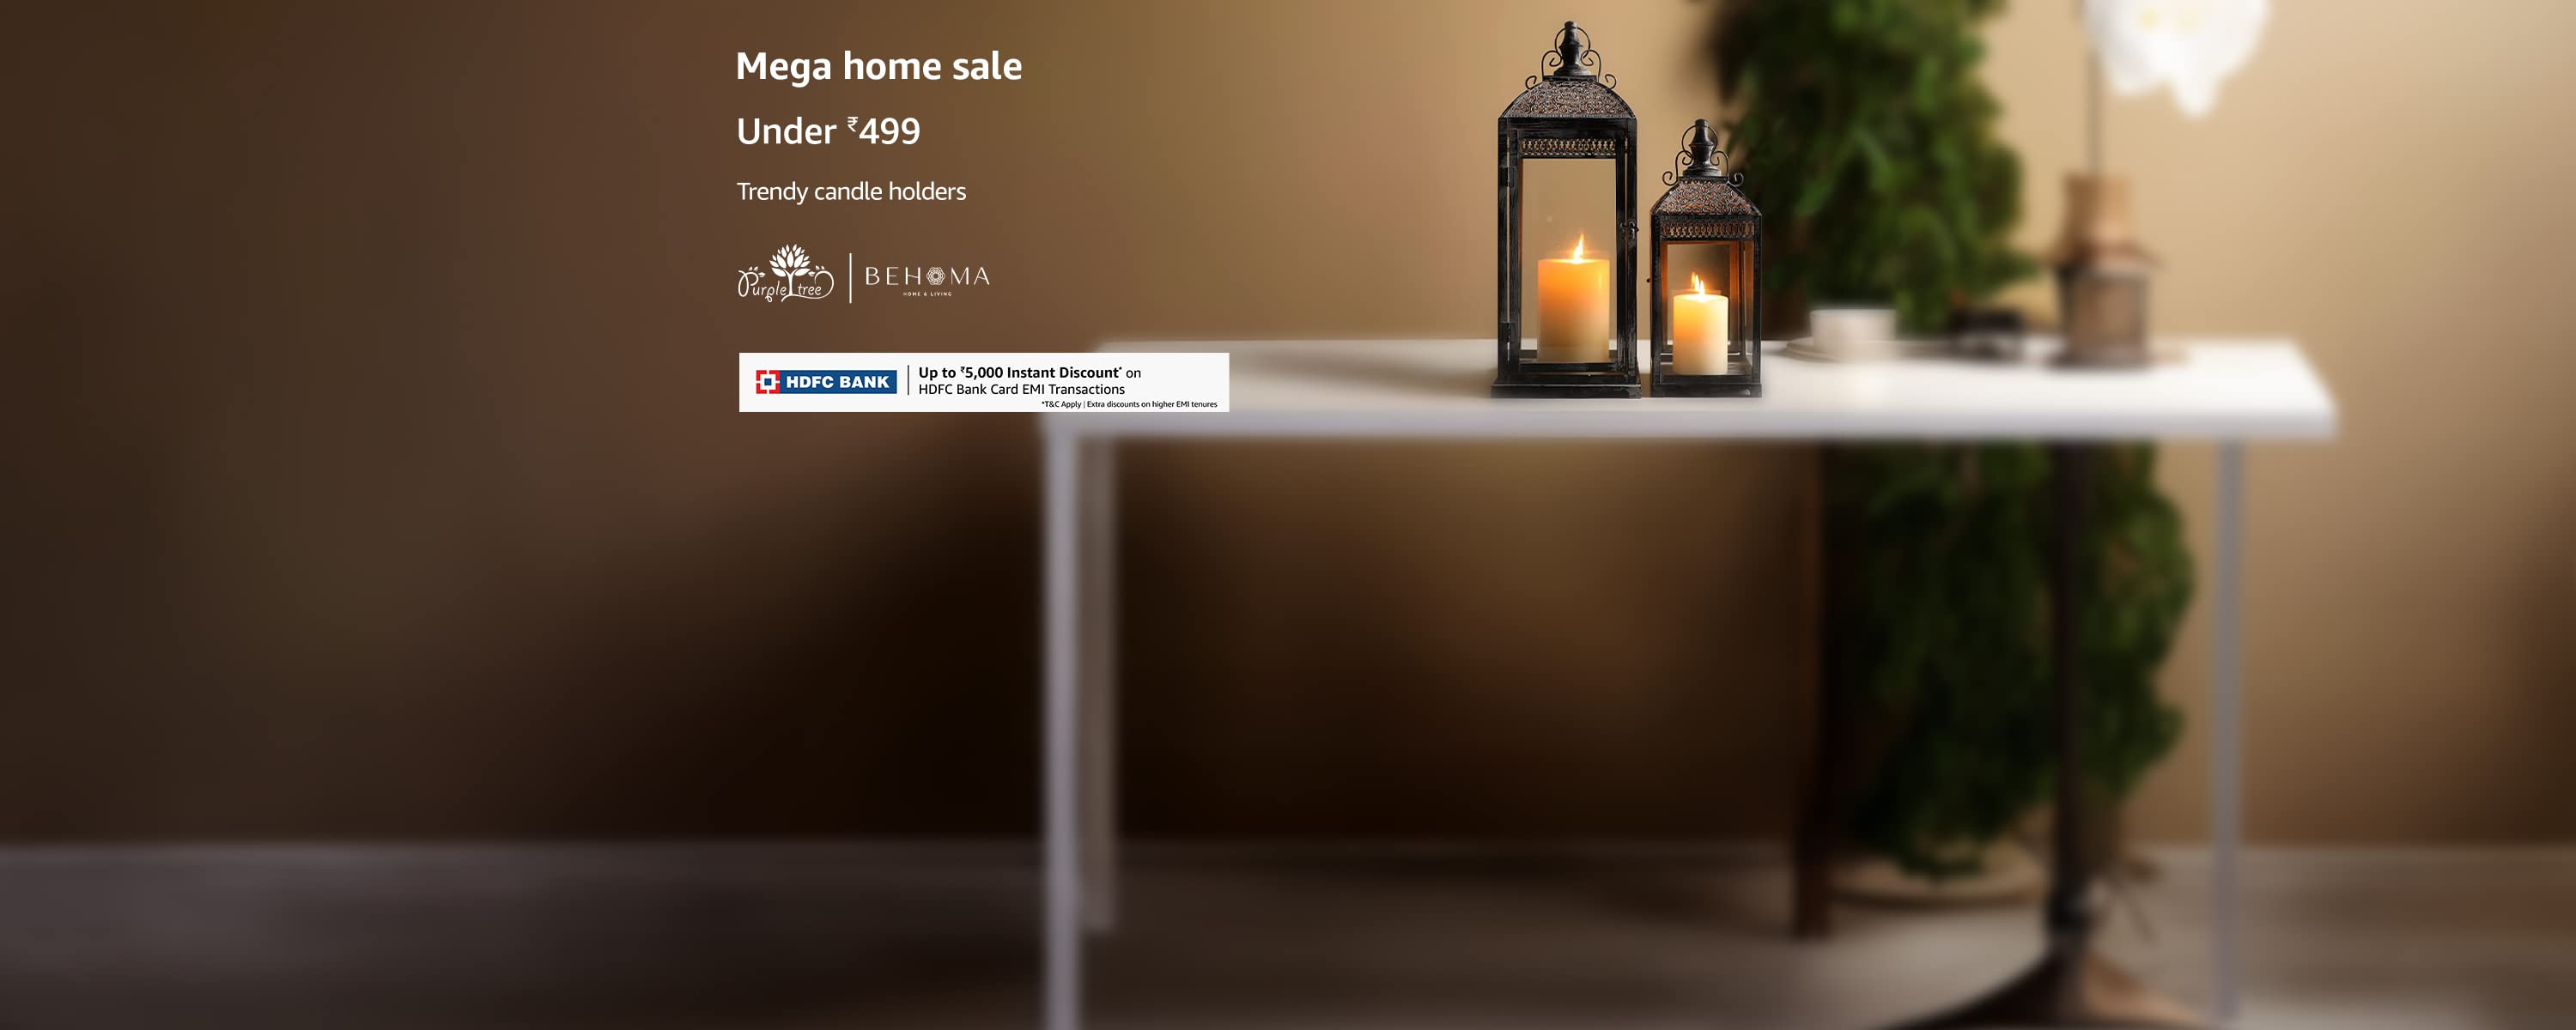 Mega home sale
Under ₹499
Trendy candle holders
Purple tree
BEHOMA
HOME & LIVING
HDFC BANK
Up to ₹5,000 Instant Discount* on
HDFC Bank Card EMI Transactions
*T&C Apply | Extra discounts on higher EMI tenures